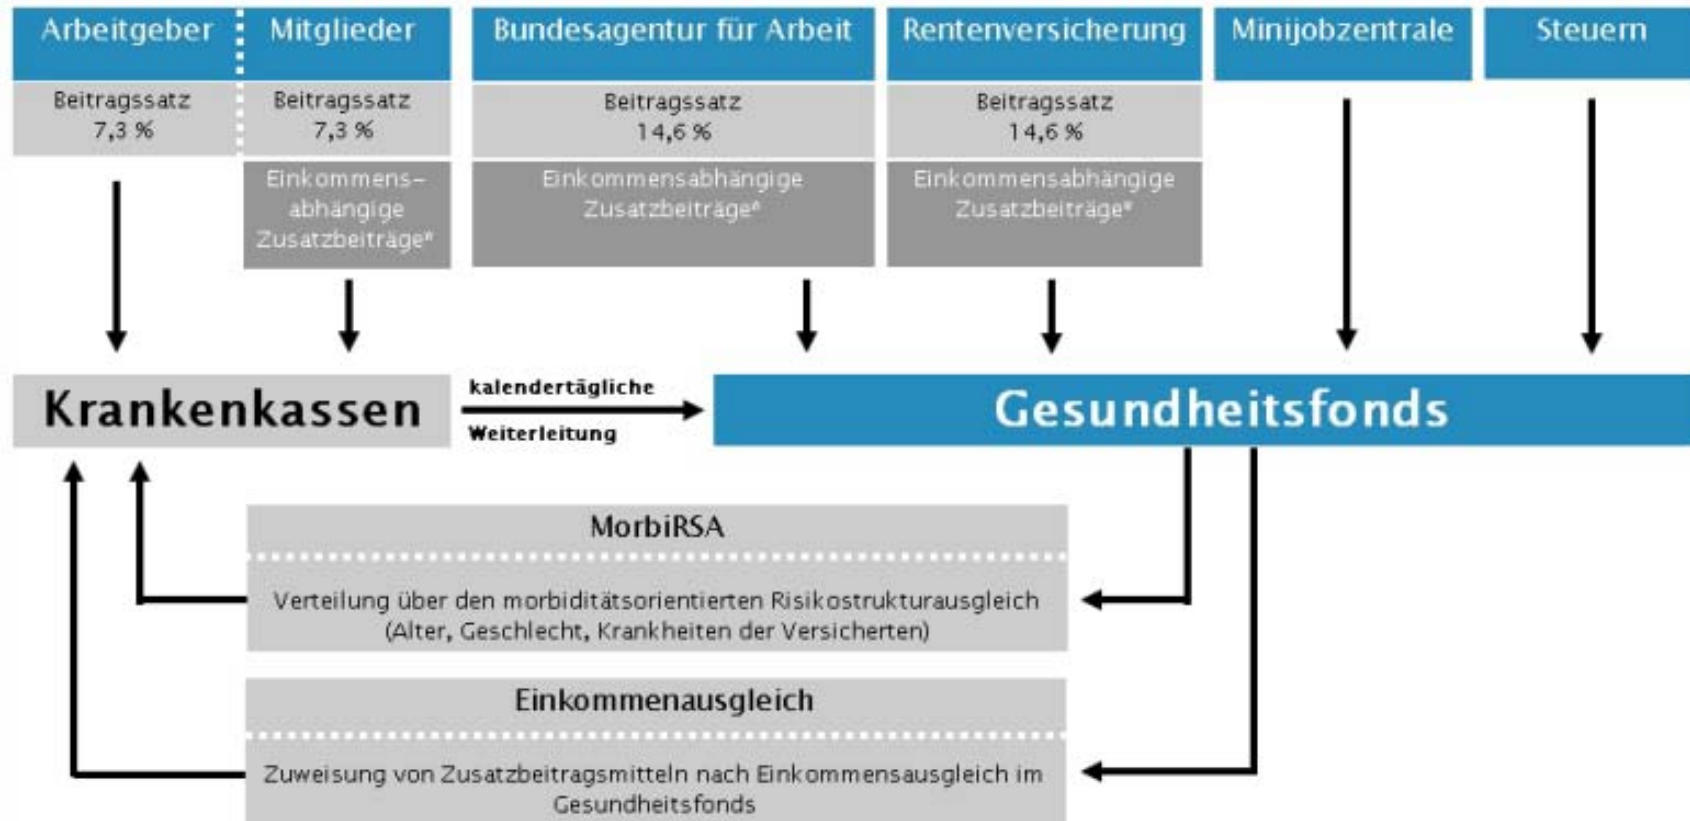 Arbeitgeber
Mitglieder
Bundesagentur für Arbeit
Rentenversicherung
Minijobzentrale
Steuern
Beitragssatz
7,3 %
Beitragssatz
7,3 %
Beitragssatz
14,6 %
Beitragssatz
14,6 %
Einkommens-
abhängige
Zusatzbeiträge*
Einkommensabhängige
Zusatzbeiträge*
Einkommensabhängige
Zusatzbeiträge*
Krankenkassen
kalendertägliche
Weiterleitung
Gesundheitsfonds
MorbiRSA
Verteilung über den morbiditätsorientierten Risikostrukturausgleich
(Alter, Geschlecht, Krankheiten der Versicherten)
Einkommenausgleich
Zuweisung von Zusatzbeitragsmitteln nach Einkommensausgleich im
Gesundheitsfonds